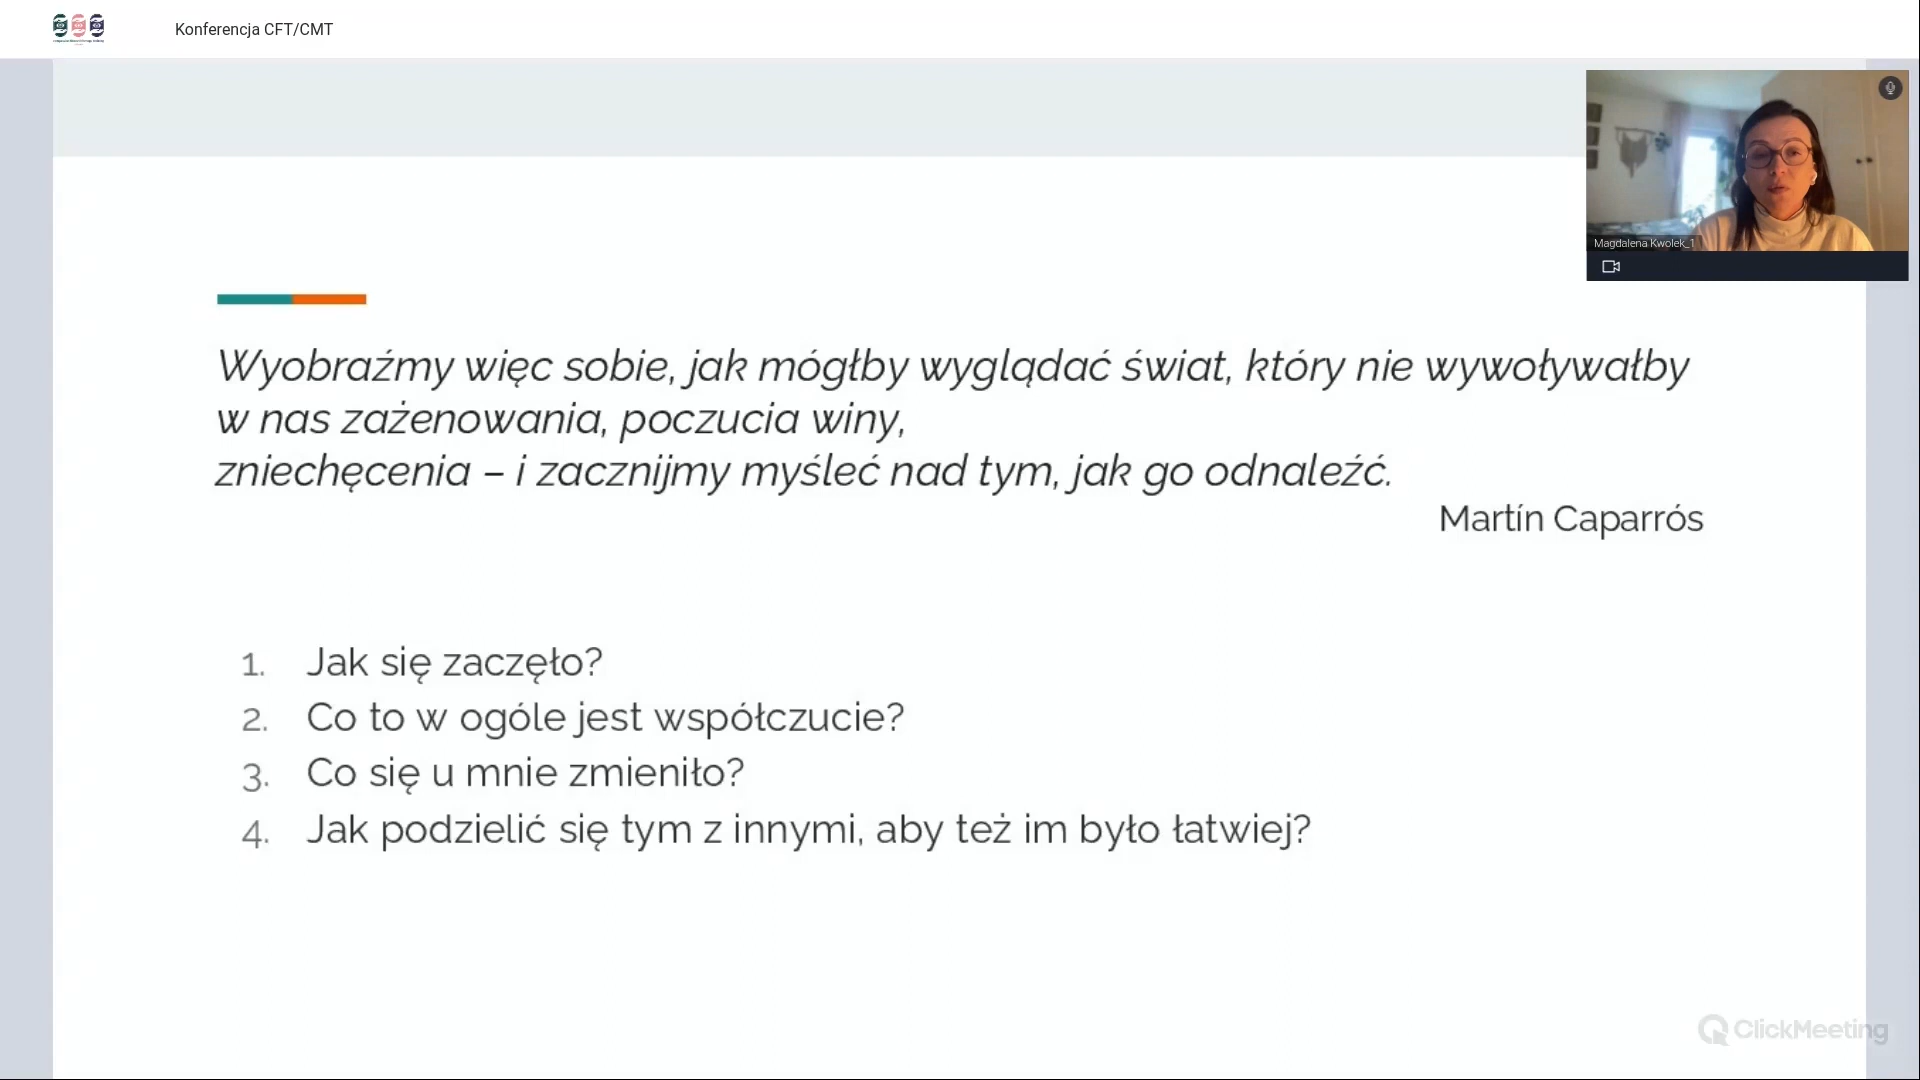 Konferencja CFT/CMT
Magdalena Kwolek_1
Wyobraźmy więc sobie, jak mógłby wyglądać świat, który nie wywoływałby
w nas zażenowania, poczucia winy,
zniechęcenia – i zacznijmy myśleć nad tym, jak go odnaleźć.
Martín Caparrós
1. Jak się zaczęło?
2. Co to w ogóle jest współczucie?
3. Co się u mnie zmieniło?
4. Jak podzielić się tym z innymi, aby też im było łatwiej?
ClickMeeting